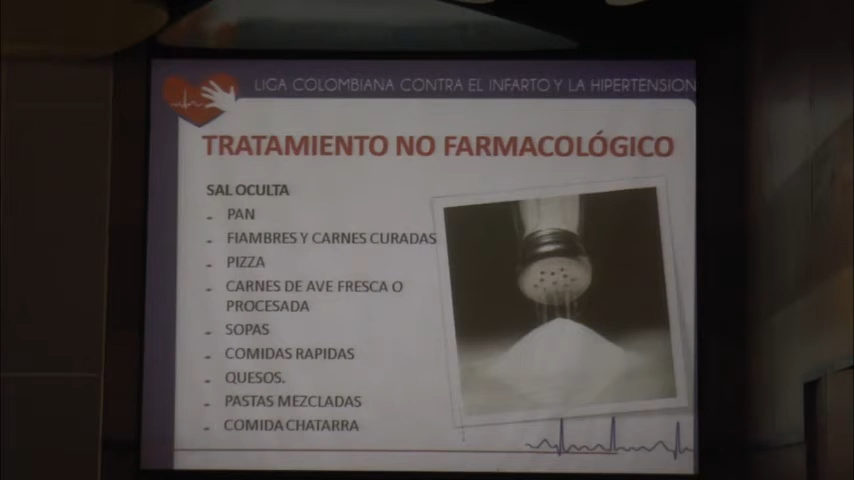 LIGA COLOMBIANA CONTRA EL INFARTO Y LA HIPERTENSION
TRATAMIENTO NO FARMACOLÓGICO
SAL OCULTA
- PAN
- FIAMBRES Y CARNES CURADAS
- PIZZA
- CARNES DE AVE FRESCA O
PROCESADA
- SOPAS
- COMIDAS RAPIDAS
- QUESOS.
- PASTAS MEZCLADAS
- COMIDA CHATARRA